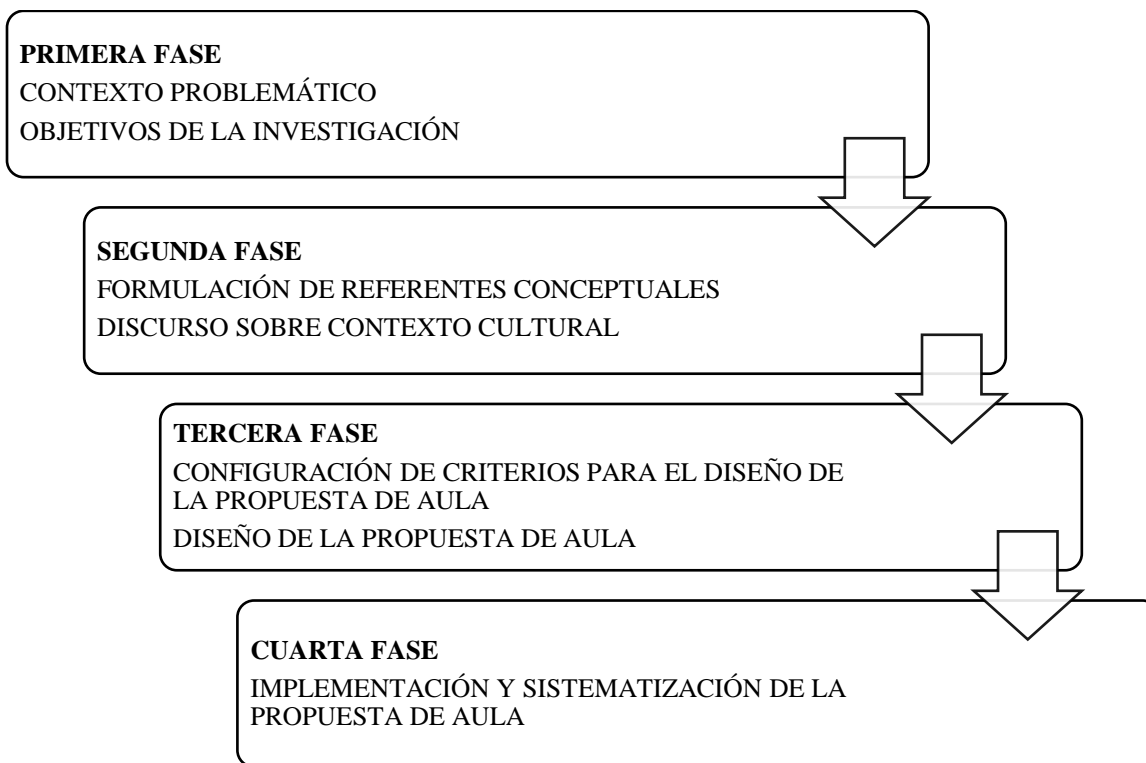 PRIMERA FASE
CONTEXTO PROBLEMÁTICO
OBJETIVOS DE LA INVESTIGACIÓN
SEGUNDA FASE
FORMULACIÓN DE REFERENTES CONCEPTUALES
DISCURSO SOBRE CONTEXTO CULTURAL
TERCERA FASE
CONFIGURACIÓN DE CRITERIOS PARA EL DISEÑO DE
LA PROPUESTA DE AULA
DISEÑO DE LA PROPUESTA DE AULA
CUARTA FASE
IMPLEMENTACIÓN Y SISTEMATIZACIÓN DE LA
PROPUESTA DE AULA